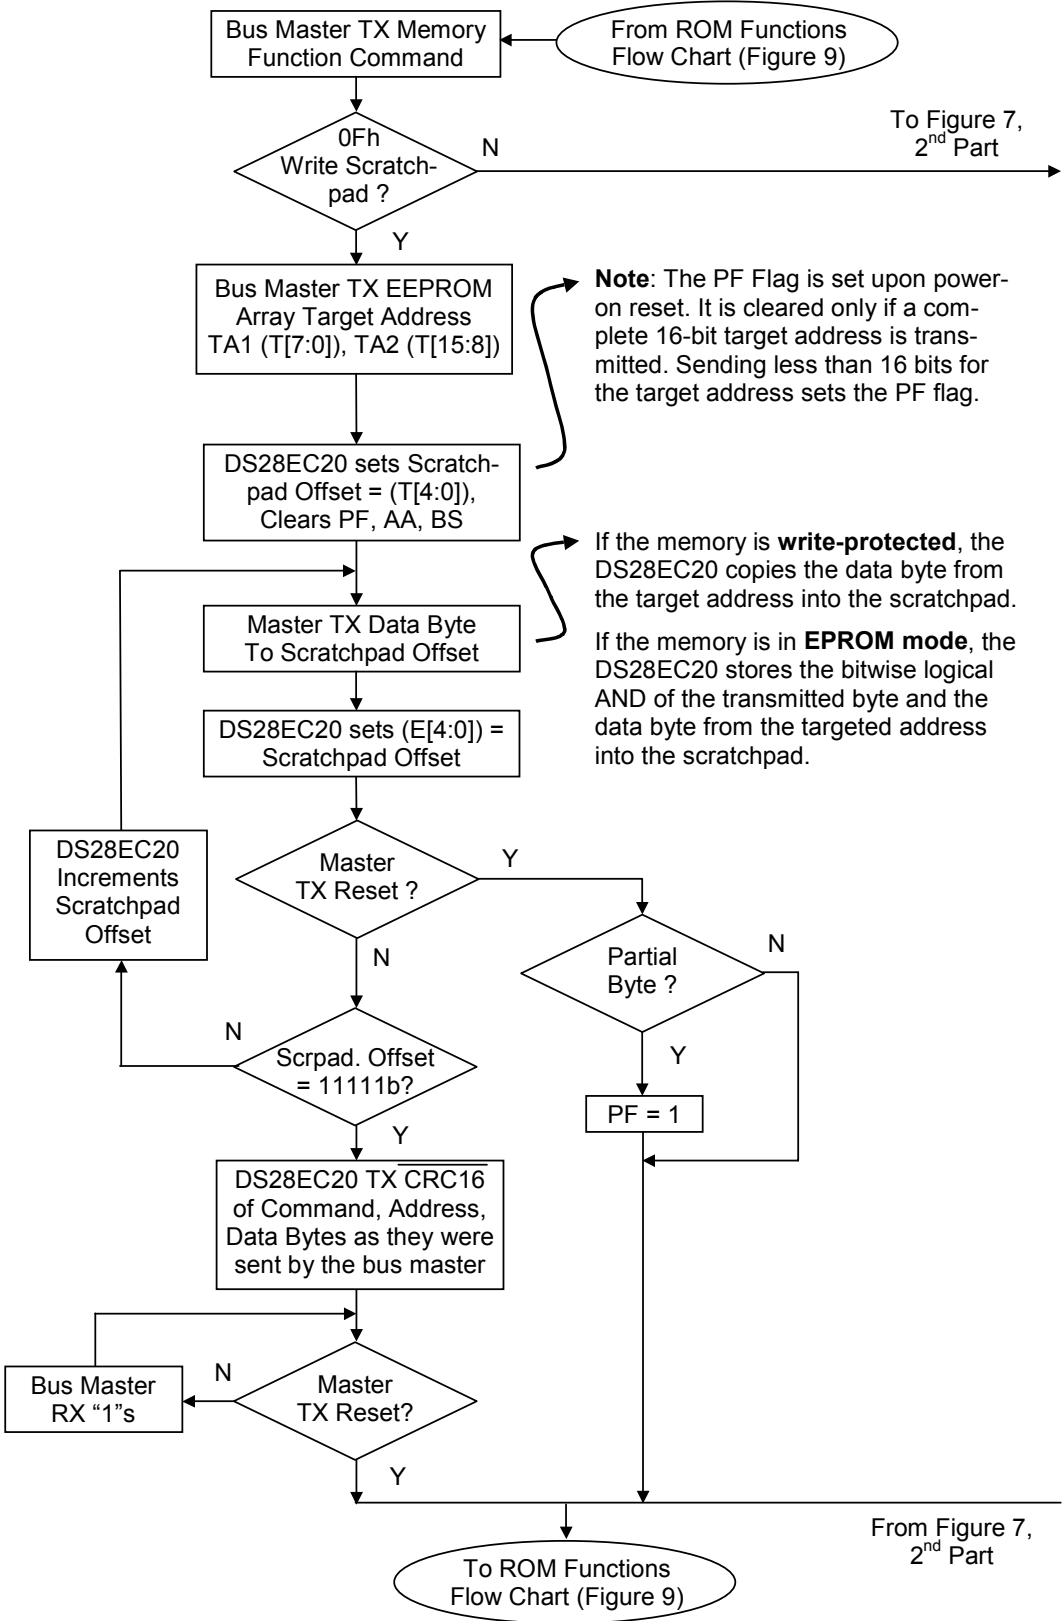 Bus Master TX Memory
Function Command
From ROM Functions
Flow Chart (Figure 9)
To Figure 7,
2nd Part
0Fh
Write Scratch-
pad ?
N
Y
Bus Master TX EEPROM
Array Target Address
TA1 (T[7:0]), TA2 (T[15:8])
Note: The PF Flag is set upon power-
on reset. It is cleared only if a com-
plete 16-bit target address is trans-
mitted. Sending less than 16 bits for
the target address sets the PF flag.
DS28EC20 sets Scratch-
pad Offset = (T[4:0]),
Clears PF, AA, BS
If the memory is write-protected, the
DS28EC20 copies the data byte from
the target address into the scratchpad.
If the memory is in EPROM mode, the
DS28EC20 stores the bitwise logical
AND of the transmitted byte and the
data byte from the targeted address
into the scratchpad.
Master TX Data Byte
To Scratchpad Offset
DS28EC20 sets (E[4:0]) =
Scratchpad Offset
DS28EC20
Increments
Scratchpad
Offset
Master
TX Reset ?
Y
N
Partial
Byte ?
N
Y
PF = 1
Scrpad. Offset
= 11111b?
N
Y
DS28EC20 TX CRC16
of Command, Address,
Data Bytes as they were
sent by the bus master
Bus Master
RX “1”s
N
Master
TX Reset?
Y
From Figure 7,
2nd Part
To ROM Functions
Flow Chart (Figure 9)